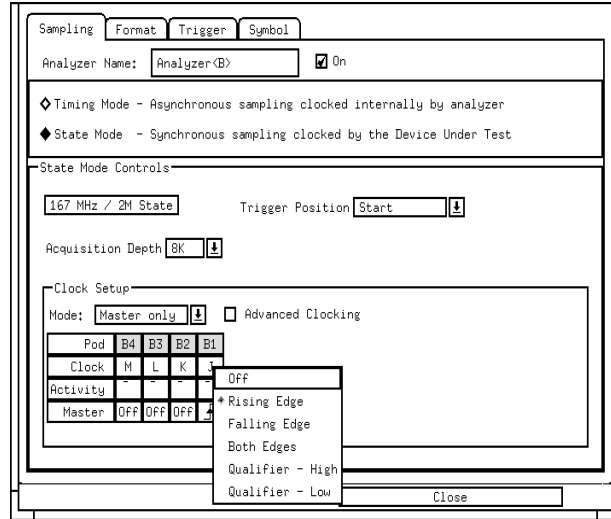 Sampling Format Trigger Symbol
Analyzer Name: Analyzer<B> On
Timing Mode - Asynchronous sampling clocked internally by analyzer
State Mode - Synchronous sampling clocked by the Device Under Test
State Mode Controls
167 MHz / 2M State Trigger Position Start
Acquisition Depth 8K
Clock Setup
Mode: Master only Advanced Clocking
Pod B4 B3 B2 B1
Clock M L K J
Activity - - - -
Master Off Off Off
Off
Rising Edge
Falling Edge
Both Edges
Qualifier - High
Qualifier - Low
Close